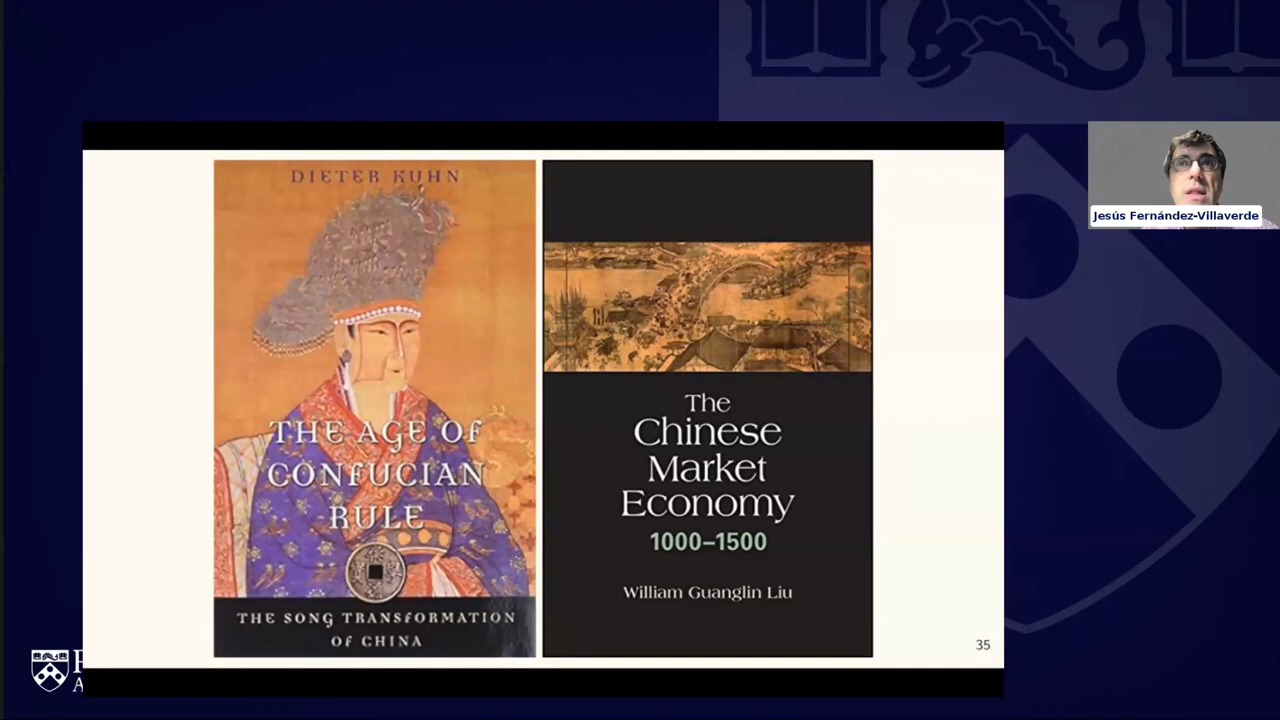 DIETER KUHN
THE AGE OF
CONFUCIAN
RULE
THE SONG TRANSFORMATION
OF CHINA
The
Chinese
Market
Economy
1000–1500
William Guanglin Liu
35
Jesús Fernández-Villaverde